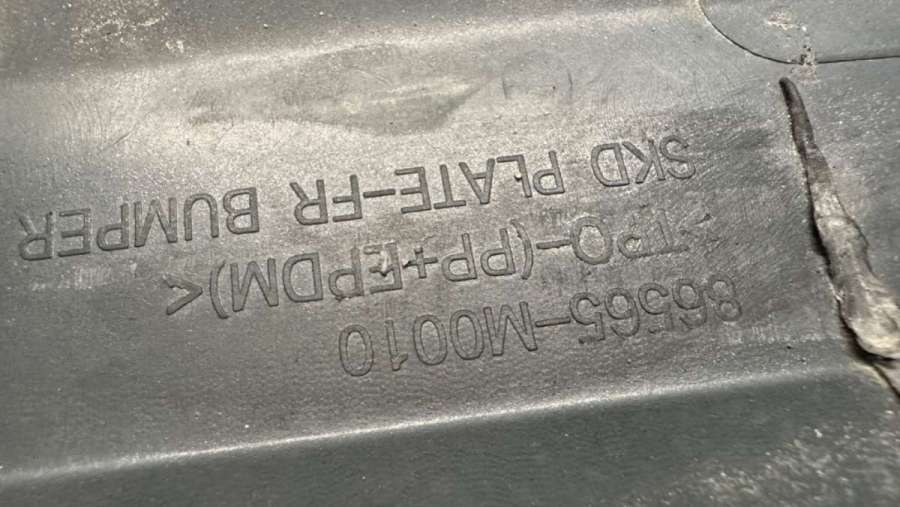 86565-M0010
>TPO-(PP+EPDM)<
SKD PLATE-FR BUMPER